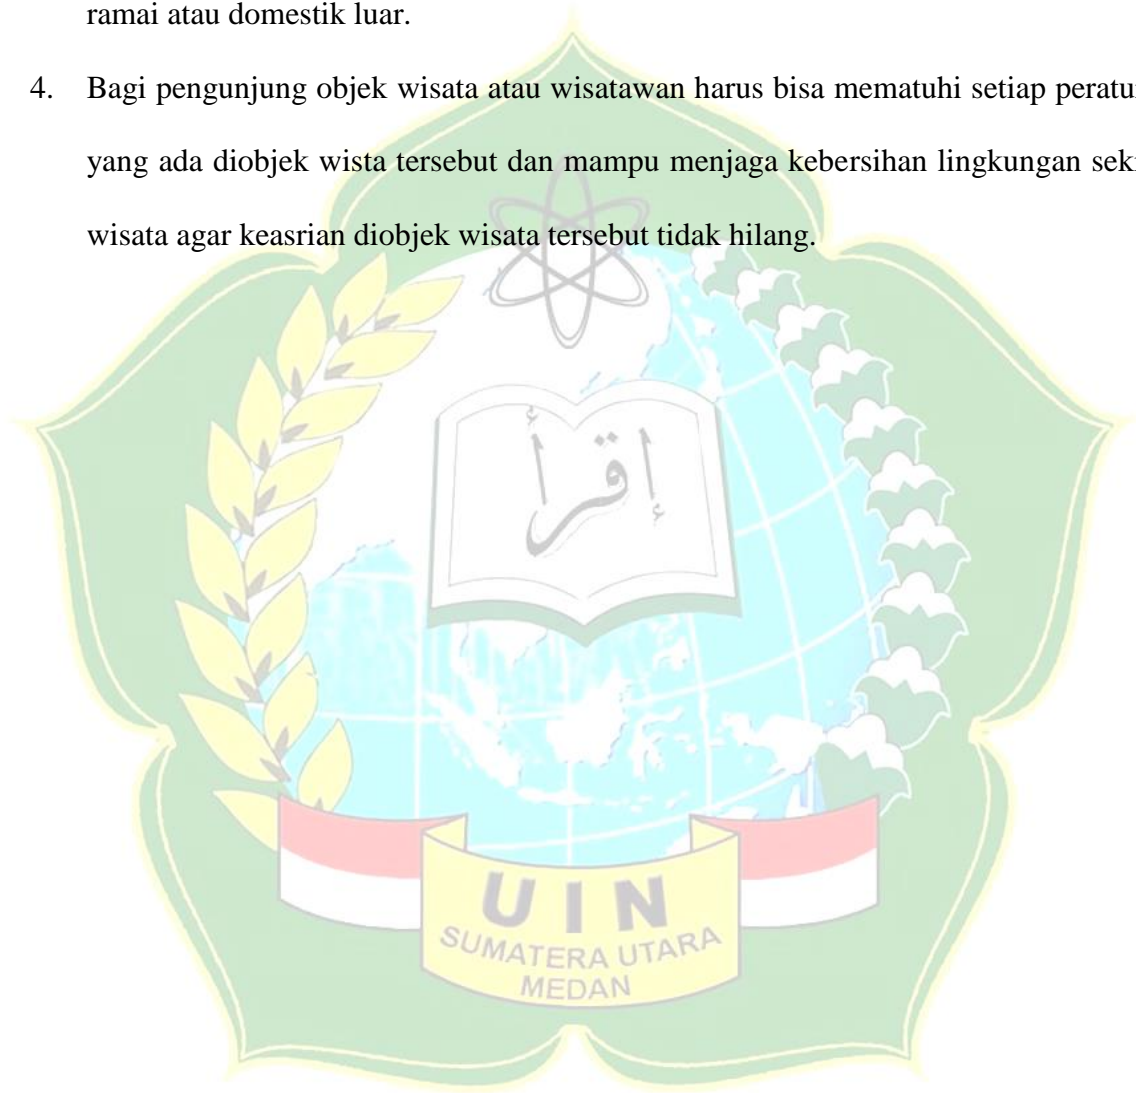 ramai atau domestik luar.
4. Bagi pengunjung objek wisata atau wisatawan harus bisa mematuhi setiap peratu
yang ada diobjek wista tersebut dan mampu menjaga kebersihan lingkungan seki
wisata agar keasrian diobjek wisata tersebut tidak hilang.
إقرأ
UIN
SUMATERA UTARA
MEDAN